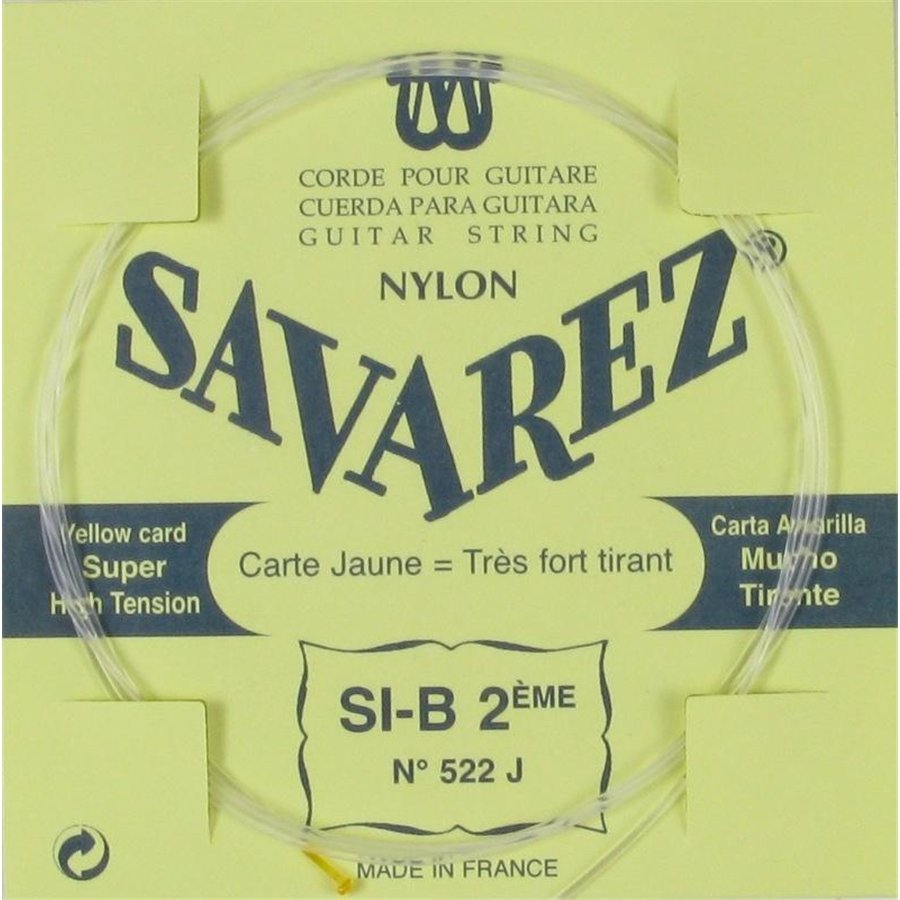 CORDE POUR GUITARE
CUERDA PARA GUITARA
GUITAR STRING
NYLON
SAVAREZ®
Yellow card
Super
High Tension
Carte Jaune = Très fort tirant
Carta Amarilla
Mucho
Tirante
SI-B 2ÈME
N° 522 J
MADE IN FRANCE